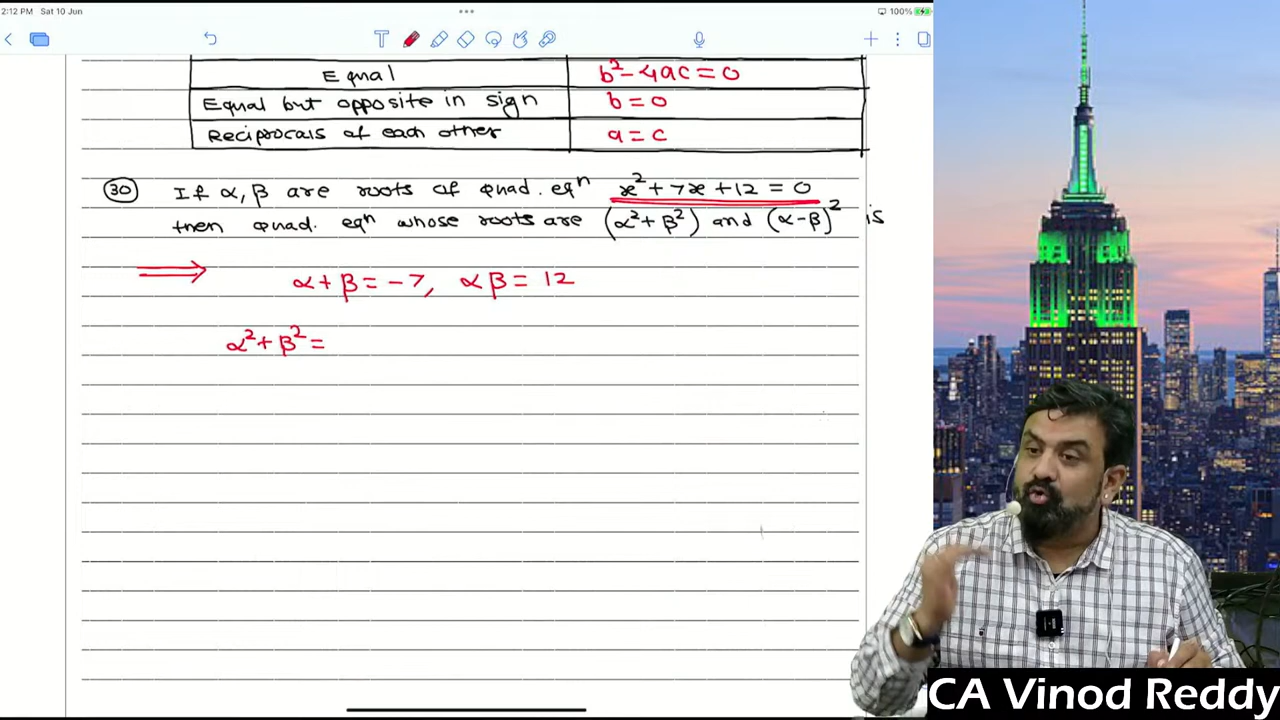 2:12 PM Sat 10 Jun
100%
Equal b²-4ac=0
Equal but opposite in sign b=0
Reciprocals of each other a=c
30 If α, β are roots of quad. eqⁿ x²+7x+12=0
then quad. eqⁿ whose roots are (α²+β²) and (α-β)² is
⟹ α+β=-7, αβ=12
α²+β²=
CA Vinod Reddy